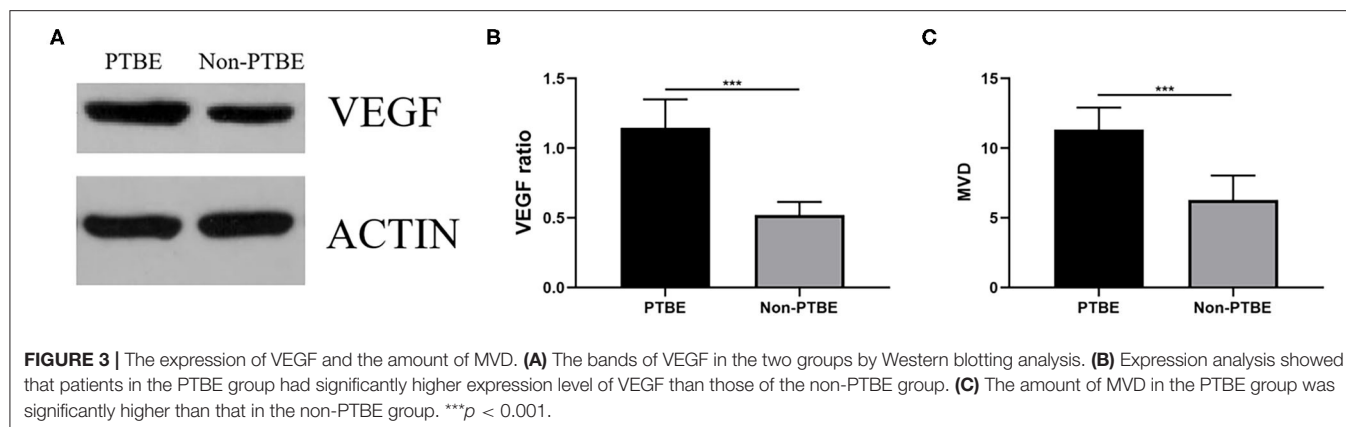 A
PTBE Non-PTBE
VEGF
ACTIN
B
***
1.5
1.0
0.5
0.0
VEGF ratio
PTBE Non-PTBE
C
***
15
10
5
0
MVD
PTBE Non-PTBE
FIGURE 3 | The expression of VEGF and the amount of MVD. (A) The bands of VEGF in the two groups by Western blotting analysis. (B) Expression analysis showed
that patients in the PTBE group had significantly higher expression level of VEGF than those of the non-PTBE group. (C) The amount of MVD in the PTBE group was
significantly higher than that in the non-PTBE group. ***p < 0.001.